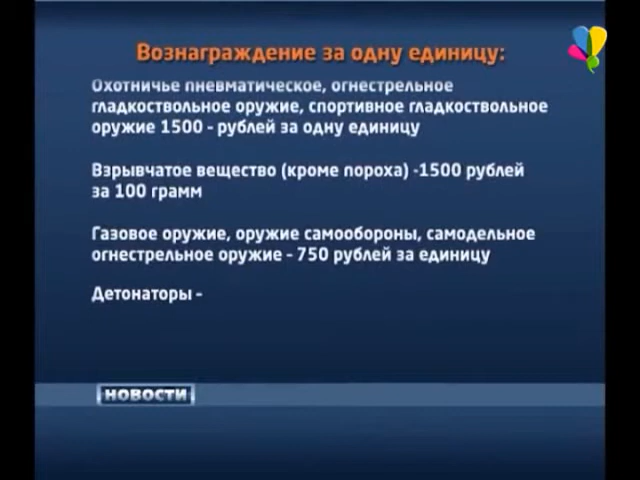 Вознаграждение за одну единицу:
Охотничье пневматическое, огнестрельное
гладкоствольное оружие, спортивное гладкоствольное
оружие 1500 - рублей за одну единицу
Взрывчатое вещество (кроме пороха) -1500 рублей
за 100 грамм
Газовое оружие, оружие самообороны, самодельное
огнестрельное оружие - 750 рублей за единицу
Детонаторы -
НОВОСТИ